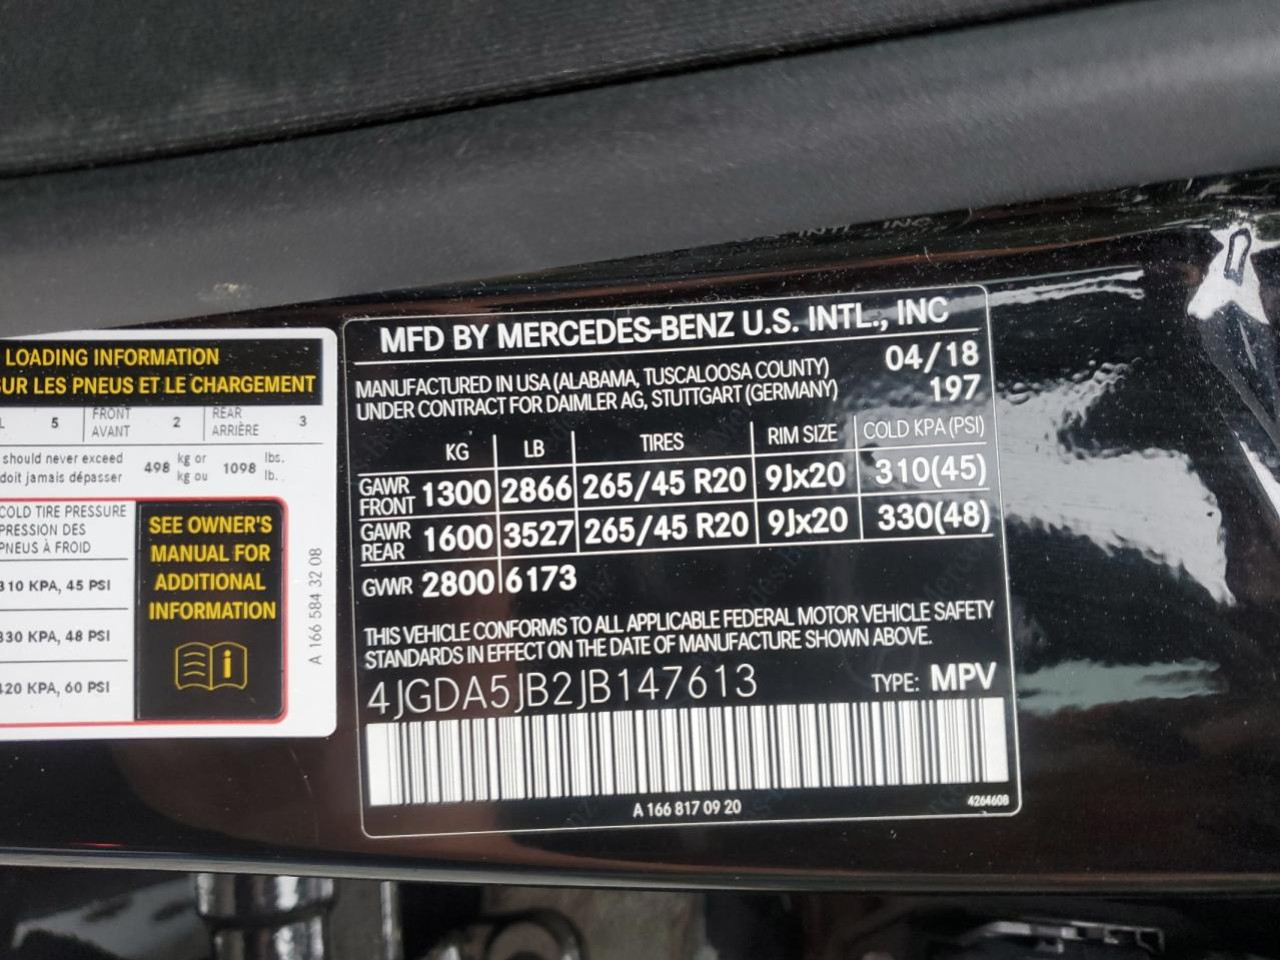 LOADING INFORMATION
SUR LES PNEUS ET LE CHARGEMENT
5 FRONT AVANT 2 REAR ARRIÈRE 3
should never exceed 498 kg or 1098 lbs.
doit jamais dépasser kg ou lb.
COLD TIRE PRESSURE
PRESSION DES
PNEUS À FROID
310 KPA, 45 PSI
330 KPA, 48 PSI
420 KPA, 60 PSI
SEE OWNER'S
MANUAL FOR
ADDITIONAL
INFORMATION
A 166 584 32 08
MFD BY MERCEDES-BENZ U.S. INTL., INC
MANUFACTURED IN USA (ALABAMA, TUSCALOOSA COUNTY) 04/18
UNDER CONTRACT FOR DAIMLER AG, STUTTGART (GERMANY) 197
KG LB TIRES RIM SIZE COLD KPA (PSI)
GAWR FRONT 1300 2866 265/45 R20 9Jx20 310(45)
GAWR REAR 1600 3527 265/45 R20 9Jx20 330(48)
GVWR 2800 6173
THIS VEHICLE CONFORMS TO ALL APPLICABLE FEDERAL MOTOR VEHICLE SAFETY
STANDARDS IN EFFECT ON THE DATE OF MANUFACTURE SHOWN ABOVE.
4JGDA5JB2JB147613 TYPE: MPV
A 166 817 09 20 4264608